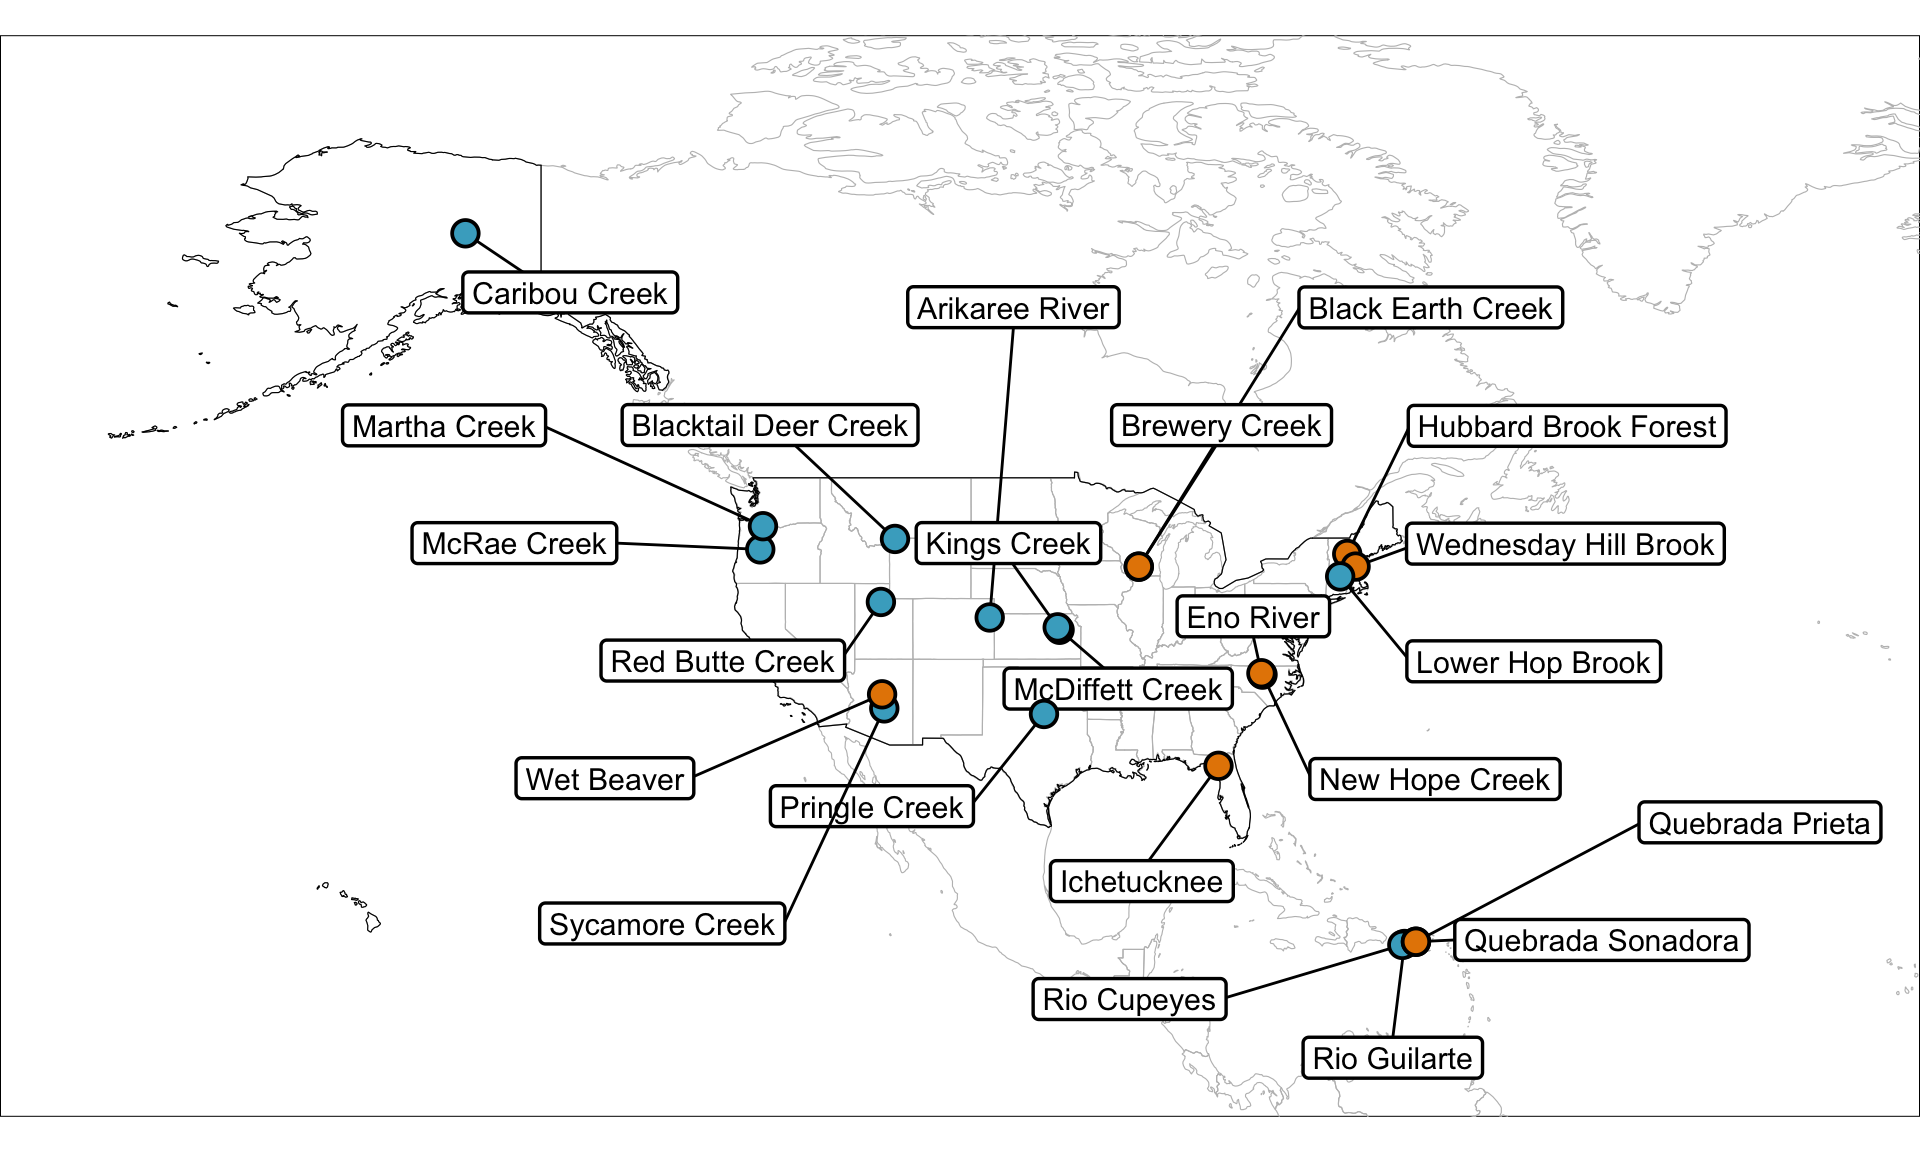 Caribou Creek
Arikaree River
Black Earth Creek
Martha Creek
Blacktail Deer Creek
Brewery Creek
Hubbard Brook Forest
McRae Creek
Kings Creek
Wednesday Hill Brook
Eno River
Red Butte Creek
Lower Hop Brook
McDiffett Creek
Wet Beaver
New Hope Creek
Pringle Creek
Quebrada Prieta
Ichetucknee
Sycamore Creek
Quebrada Sonadora
Rio Cupeyes
Rio Guilarte